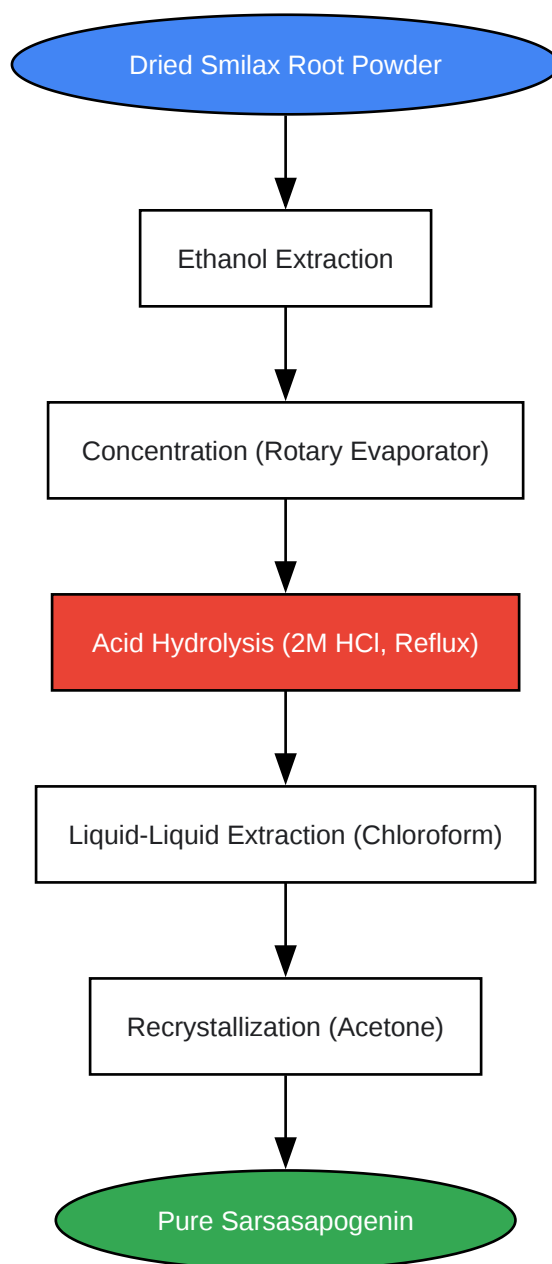 Dried Smilax Root Powder
Ethanol Extraction
Concentration (Rotary Evaporator)
Acid Hydrolysis (2M HCl, Reflux)
Liquid-Liquid Extraction (Chloroform)
Recrystallization (Acetone)
Pure Sarsasapogenin